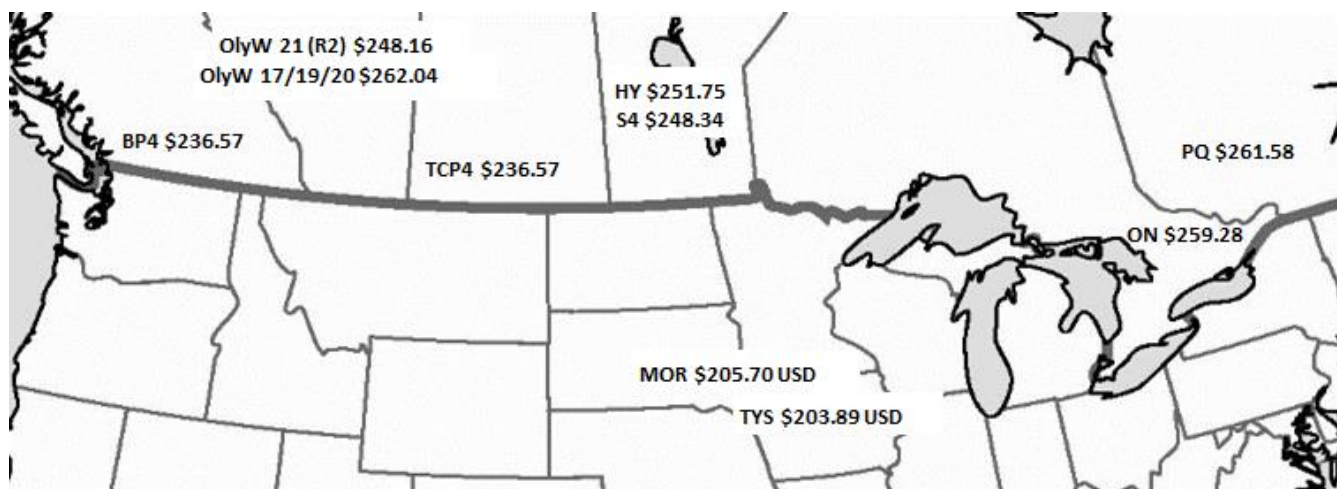 OlyW 21 (R2) $248.16
OlyW 17/19/20 $262.04
HY $251.75
S4 $248.34
BP4 $236.57
TCP4 $236.57
PQ $261.58
ON $259.28
MOR $205.70 USD
TYS $203.89 USD